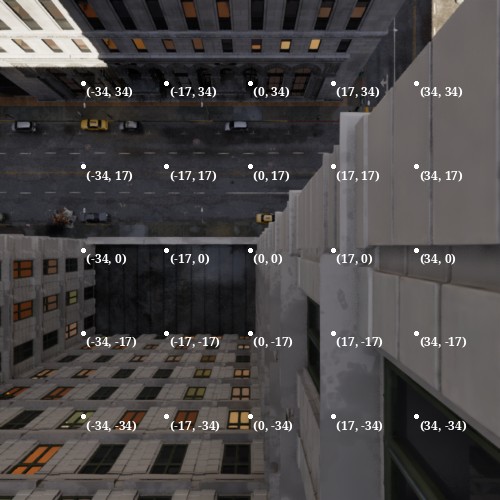 (-34, 34) (-17, 34) (0, 34) (17, 34) (34, 34)
(-34, 17) (-17, 17) (0, 17) (17, 17) (34, 17)
(-34, 0) (-17, 0) (0, 0) (17, 0) (34, 0)
(-34, -17) (-17, -17) (0, -17) (17, -17) (34, -17)
(-34, -34) (-17, -34) (0, -34) (17, -34) (34, -34)